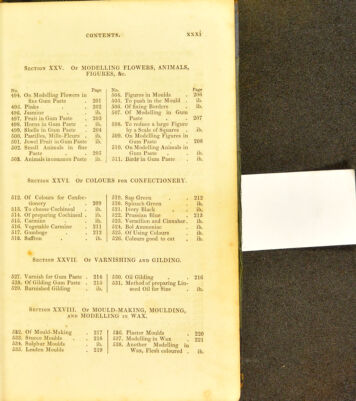 CONTENTS. xxxi
SECTION XXV. OF MODELLING FLOWERS, ANIMALS,
FIGURES, &c.
No. Page
494. On Modelling Flowers in
fine Gum Paste . 201
495. Pinks . 202
496. Jasmine . ib.
497. Fruit in Gum Paste . 203
498. Horns in Gum Paste . ib.
499. Shells in Gum Paste . 204
500. Pastilles, Mille-Fleurs . ib.
501. Jewel Fruit in Gum Paste ib.
502. Small Animals in fine
Paste . 205
503. Animals in common Paste ib.
No. Page
504. Figures in Moulds . 206
505. To push in the Mould . ib.
506. Of fixing Borders . ib.
507. Of Modelling in Gum
Paste . 207
508. To reduce a large Figure
by a Scale of Squares . ib.
509. On Modelling Figures in
Gum Paste . 208
510. On Modelling Animals in
Gum Paste . ib.
511. Birds in Gum Paste . ib.
SECTION XXVI. OF COLOURS FOR CONFECTIONERY.
512. Of Colours for Confec-
tionery . 209
513. To choose Cochineal . ib.
514. Of preparing Cochineal . ib.
515. Carmine . ib.
516. Vegetable Carmine . 211
517. Gamboge . 212
518. Saffron . ib.
519. Sap Green . 212
520. Spinach Green . ib.
521. Ivory Black . ib.
522. Prussian Blue . 213
523. Vermilion and Cinnabar. ib.
524. Bol Ammoniac . ib.
525. Of Using Colours . ib.
526. Colours good to eat . ib.
SECTION XXVII. OF VARNISHING AND GILDING.
527. Varnish for Gum Paste . 214
528. Of Gilding Gum Paste . 215
529. Burnished Gilding . ib.
530. Oil Gilding . 216
531. Method of preparing Lin-
seed Oil for Size . ib.
SECTION XXVIII. OF MOULD-MAKING, MOULDING,
AND MODELLING IN WAX.
532. Of Mould-Making . 217
533. Stucco Moulds . 218
534. Sulphur Moulds . ib.
535. Leaden Moulds . 219
536. Plaster Moulds . 220
537. Modelling in Wax . 221
538. Another Modelling in
Wax, Flesh coloured . ib.